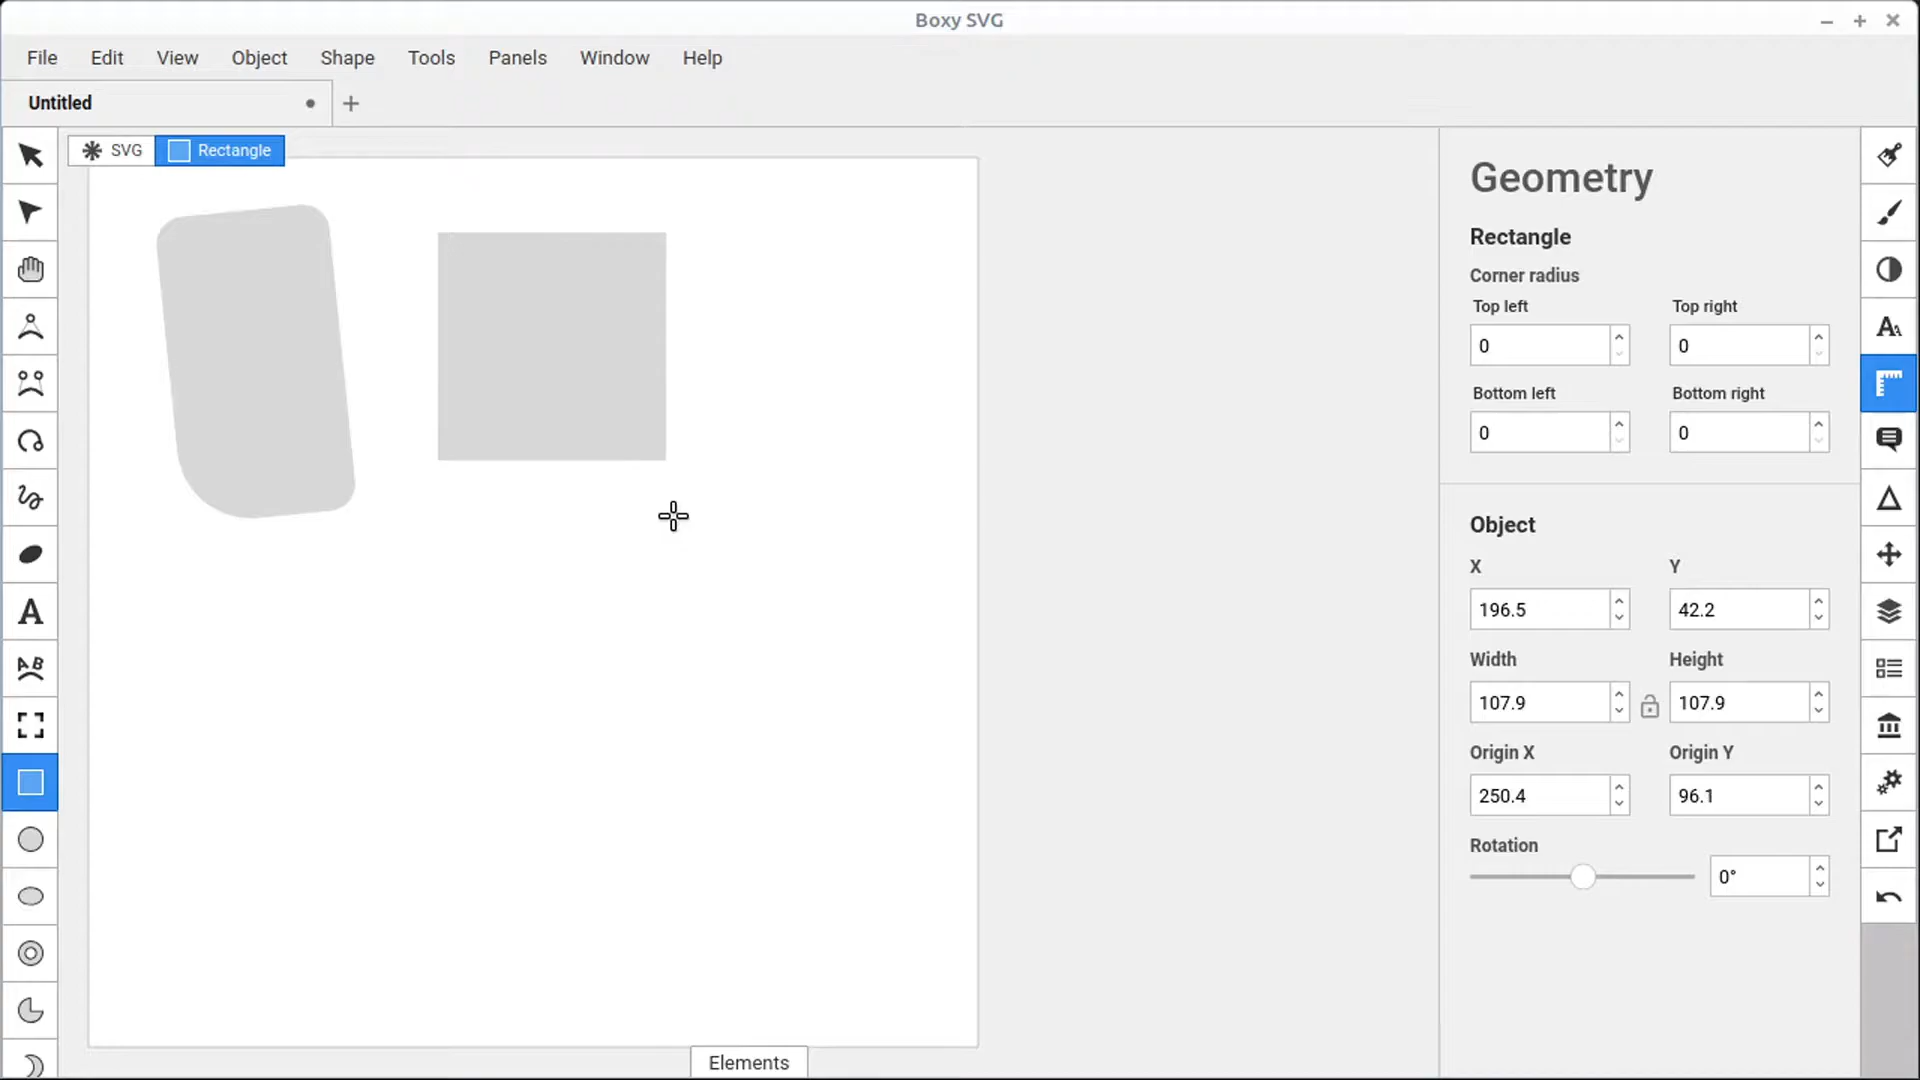 Boxy SVG
File Edit View Object Shape Tools Panels Window Help
Untitled
SVG Rectangle
Geometry
Rectangle
Corner radius
Top left Top right
0 0
Bottom left Bottom right
0 0
Object
X Y
196.5 42.2
Width Height
107.9 107.9
Origin X Origin Y
250.4 96.1
Rotation
0°
Elements